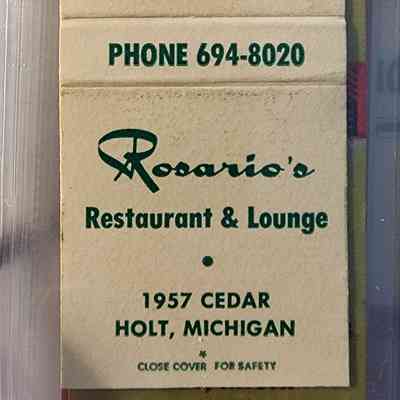 PHONE 694-8020
Rosario's
Restaurant & Lounge
•
1957 CEDAR
HOLT, MICHIGAN
*
CLOSE COVER FOR SAFETY